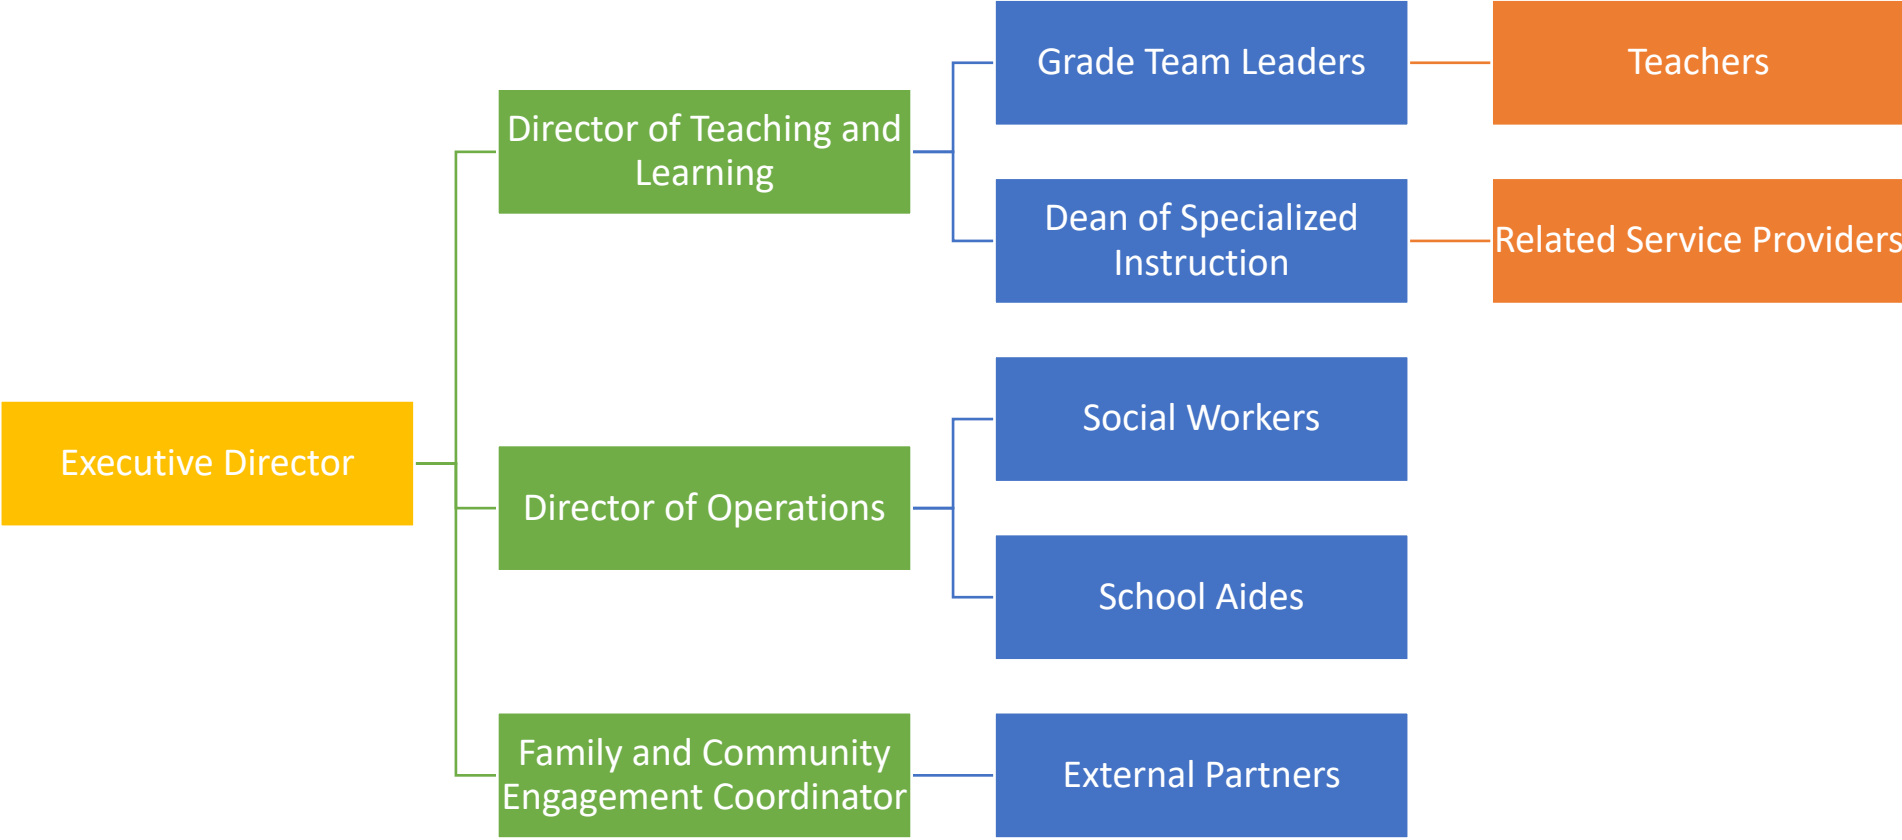 Executive Director
Director of Teaching and
Learning
Grade Team Leaders
Teachers
Dean of Specialized
Instruction
Related Service Providers
Director of Operations
Social Workers
School Aides
Family and Community
Engagement Coordinator
External Partners